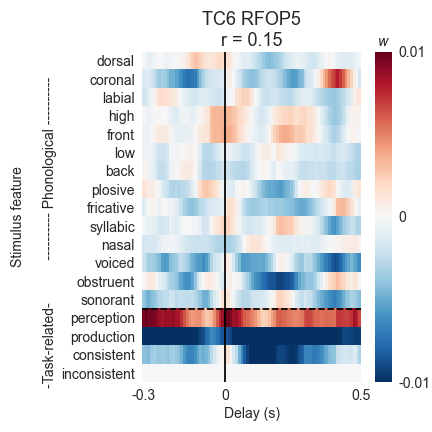 TC6 RFOP5
r = 0.15
w
Stimulus feature
---------- Phonological ----------
-Task-related-
dorsal
coronal
labial
high
front
low
back
plosive
fricative
syllabic
nasal
voiced
obstruent
sonorant
perception
production
consistent
inconsistent
0.01
0
-0.01
-0.3
0
0.5
Delay (s)